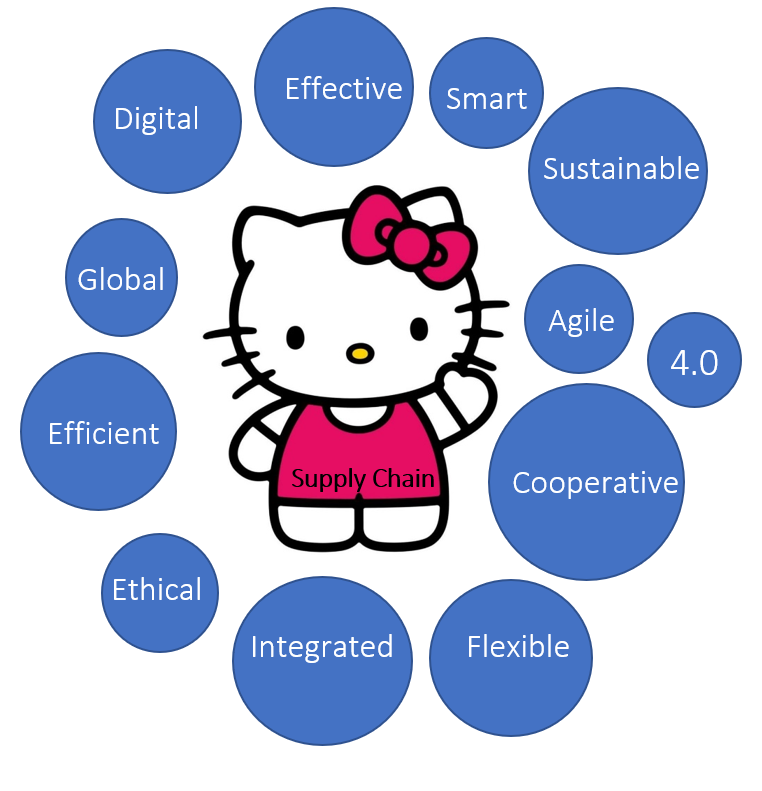 Effective
Smart
Digital
Sustainable
Global
Agile
4.0
Efficient
Supply Chain
Cooperative
Ethical
Integrated
Flexible